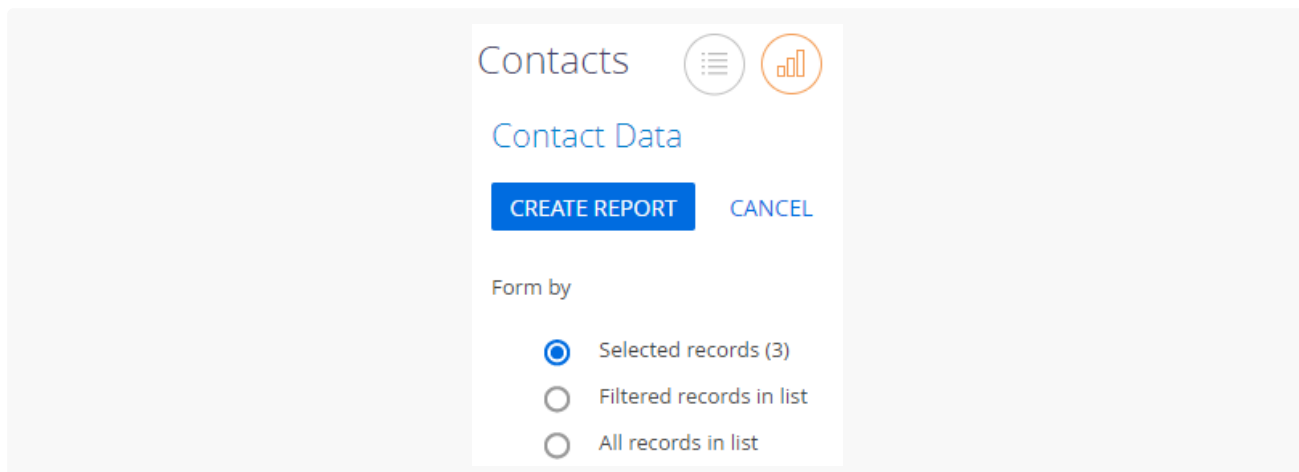 Contacts
Contact Data
CREATE REPORT CANCEL
Form by
Selected records (3)
Filtered records in list
All records in list